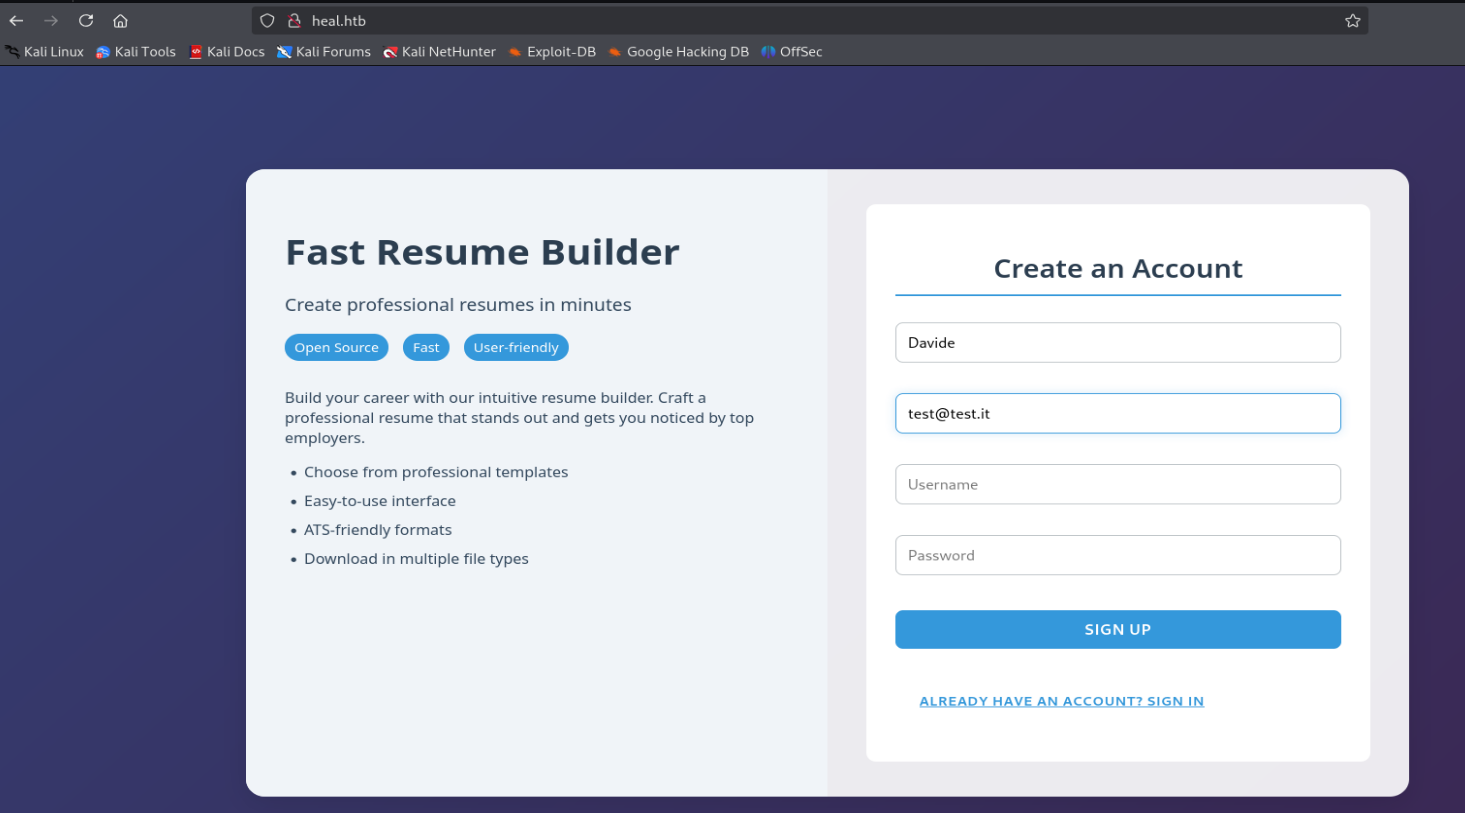 heal.htb
Kali Linux Kali Tools Kali Docs Kali Forums Kali NetHunter Exploit-DB Google Hacking DB OffSec
Fast Resume Builder
Create professional resumes in minutes
Open Source Fast User-friendly
Build your career with our intuitive resume builder. Craft a
professional resume that stands out and gets you noticed by top
employers.
• Choose from professional templates
• Easy-to-use interface
• ATS-friendly formats
• Download in multiple file types
Create an Account
Davide
test@test.it
Username
Password
SIGN UP
ALREADY HAVE AN ACCOUNT? SIGN IN